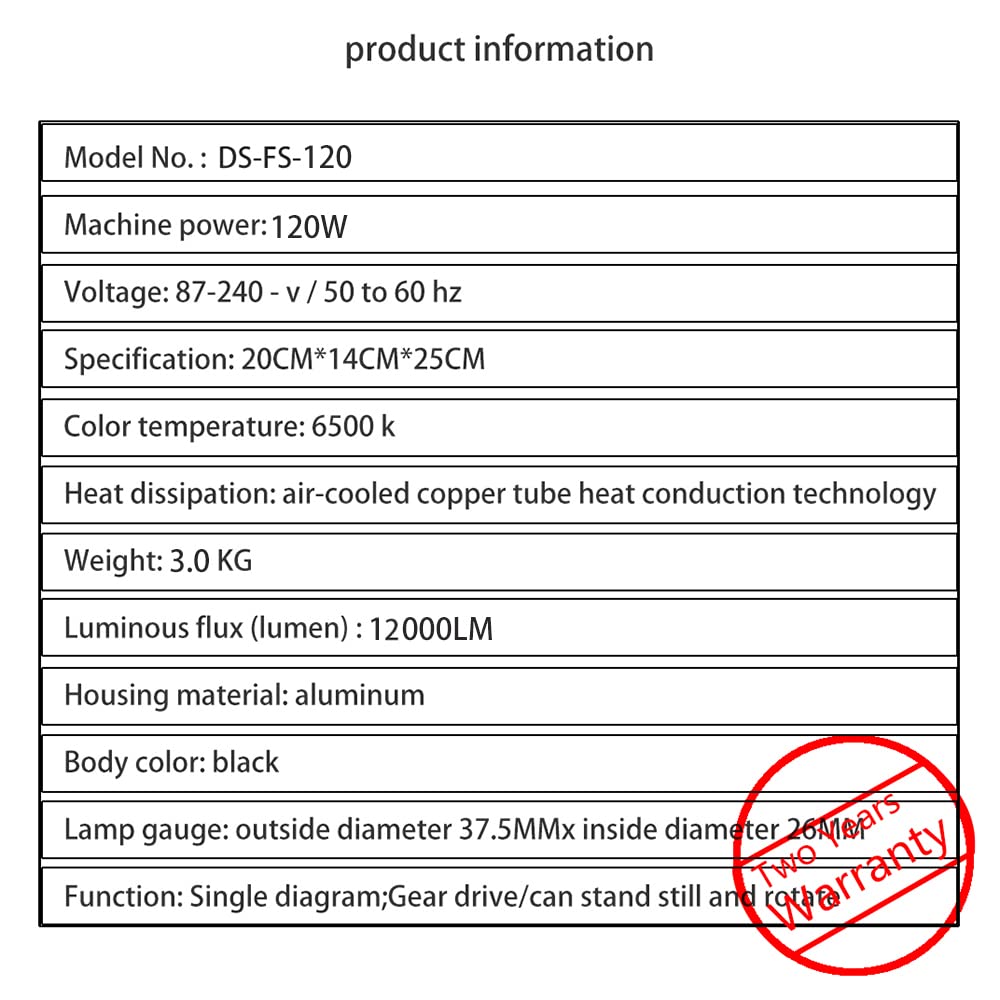 product information
Model No. : DS-FS-120
Machine power:120W
Voltage: 87-240 - v / 50 to 60 hz
Specification: 20CM*14CM*25CM
Color temperature: 6500 k
Heat dissipation: air-cooled copper tube heat conduction technology
Weight: 3.0 KG
Luminous flux (lumen) : 12000LM
Housing material: aluminum
Body color: black
Lamp gauge: outside diameter 37.5MMx inside diameter 26MM
Function: Single diagram;Gear drive/can stand still and rotate
Two Years
Warranty